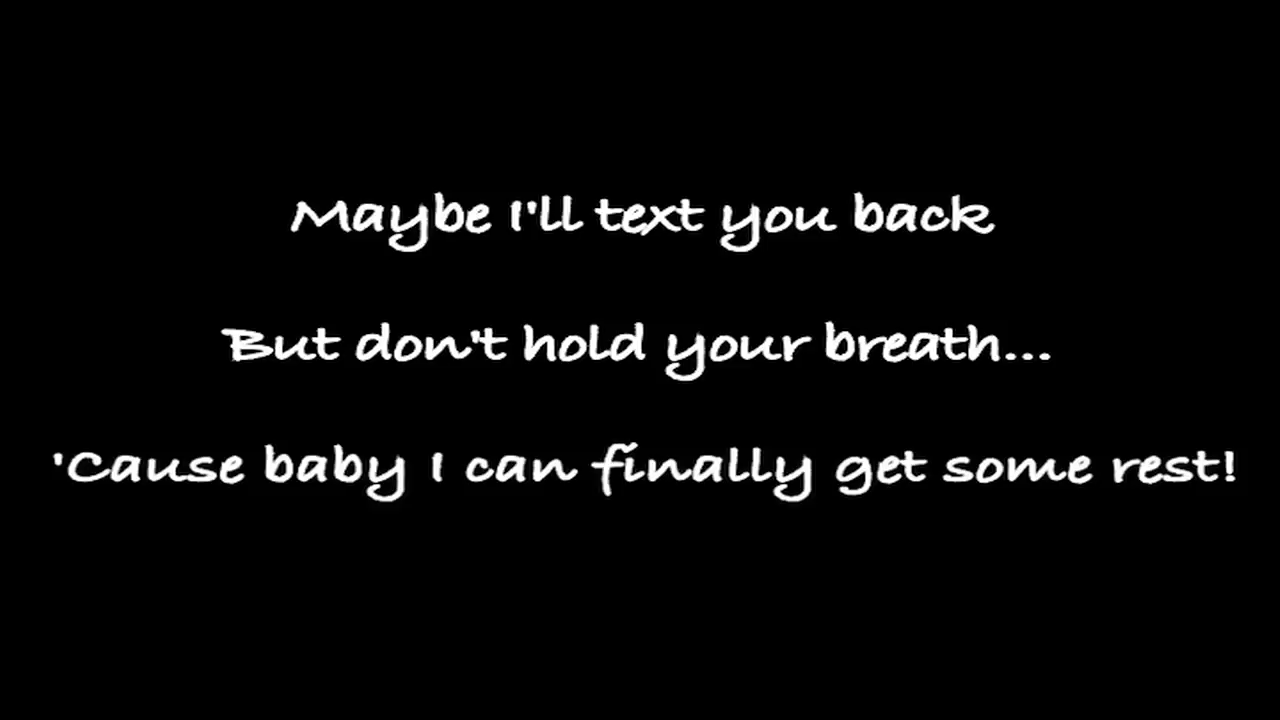 Maybe I'll text you back
But don't hold your breath...
'Cause baby I can finally get some rest!